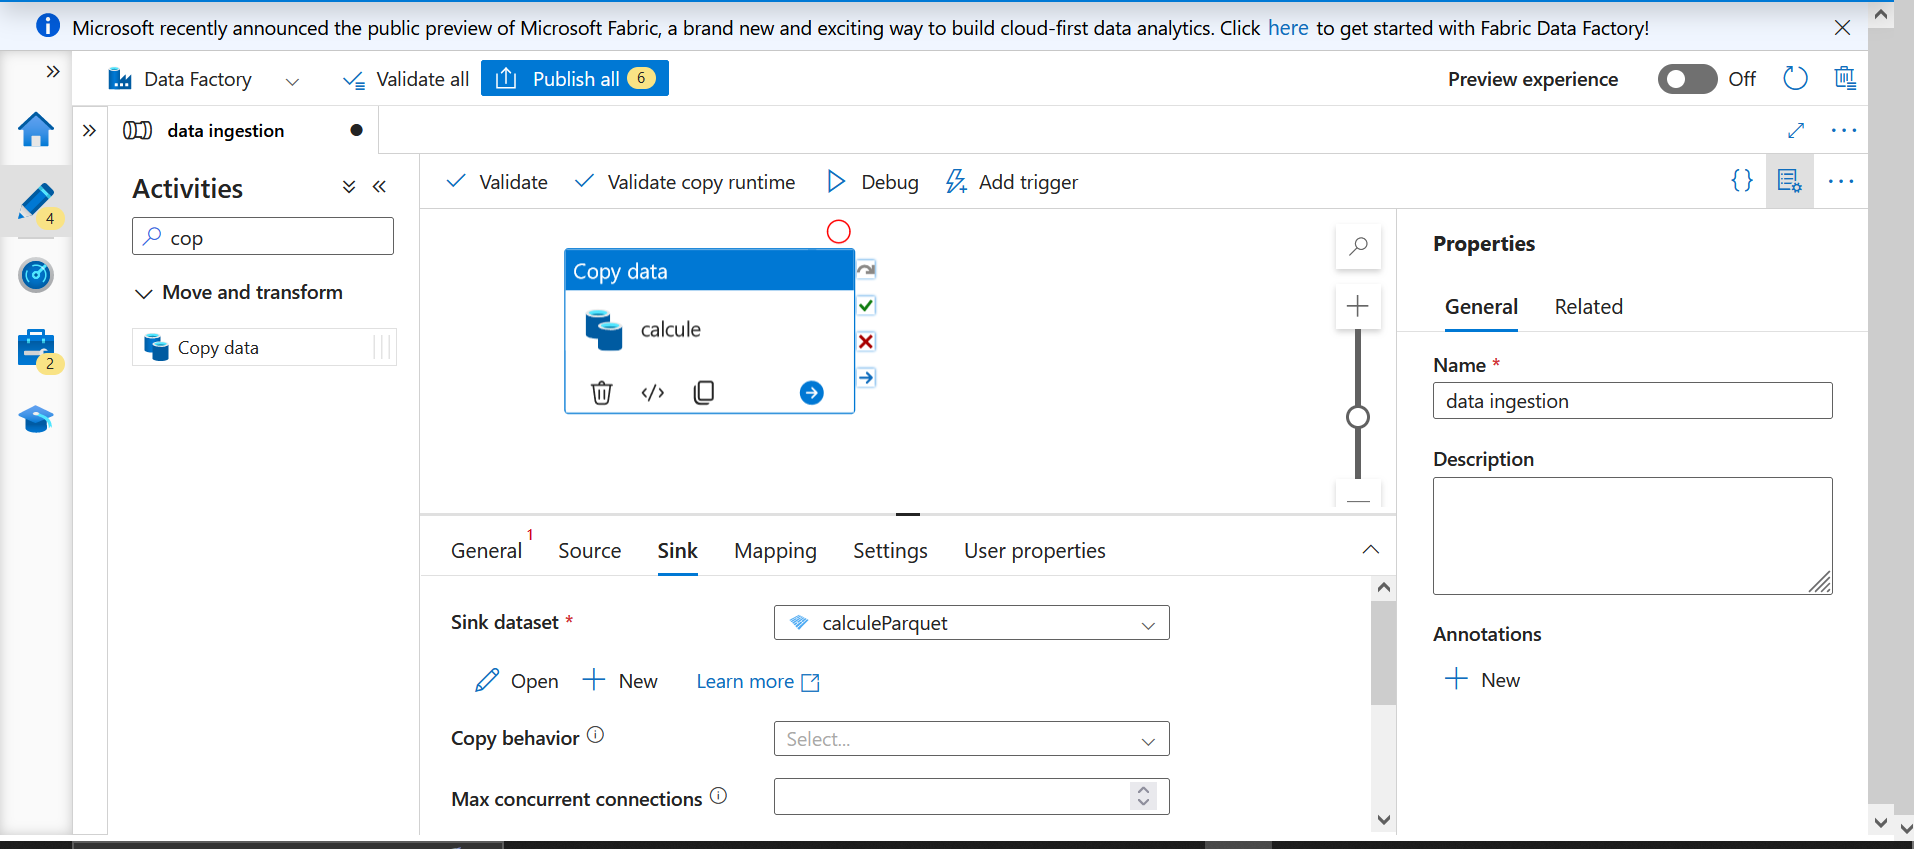 Microsoft recently announced the public preview of Microsoft Fabric, a brand new and exciting way to build cloud-first data analytics. Click here to get started with Fabric Data Factory!
Data Factory
Validate all
Publish all 6
Preview experience
Off
data ingestion
4
2
Activities
cop
Move and transform
Copy data
Validate
Validate copy runtime
Debug
Add trigger
{}
Copy data
calcule
</>
General 1
Source
Sink
Mapping
Settings
User properties
Sink dataset *
calculeParquet
Open
New
Learn more
Copy behavior
Select...
Max concurrent connections
Properties
General
Related
Name *
data ingestion
Description
Annotations
New